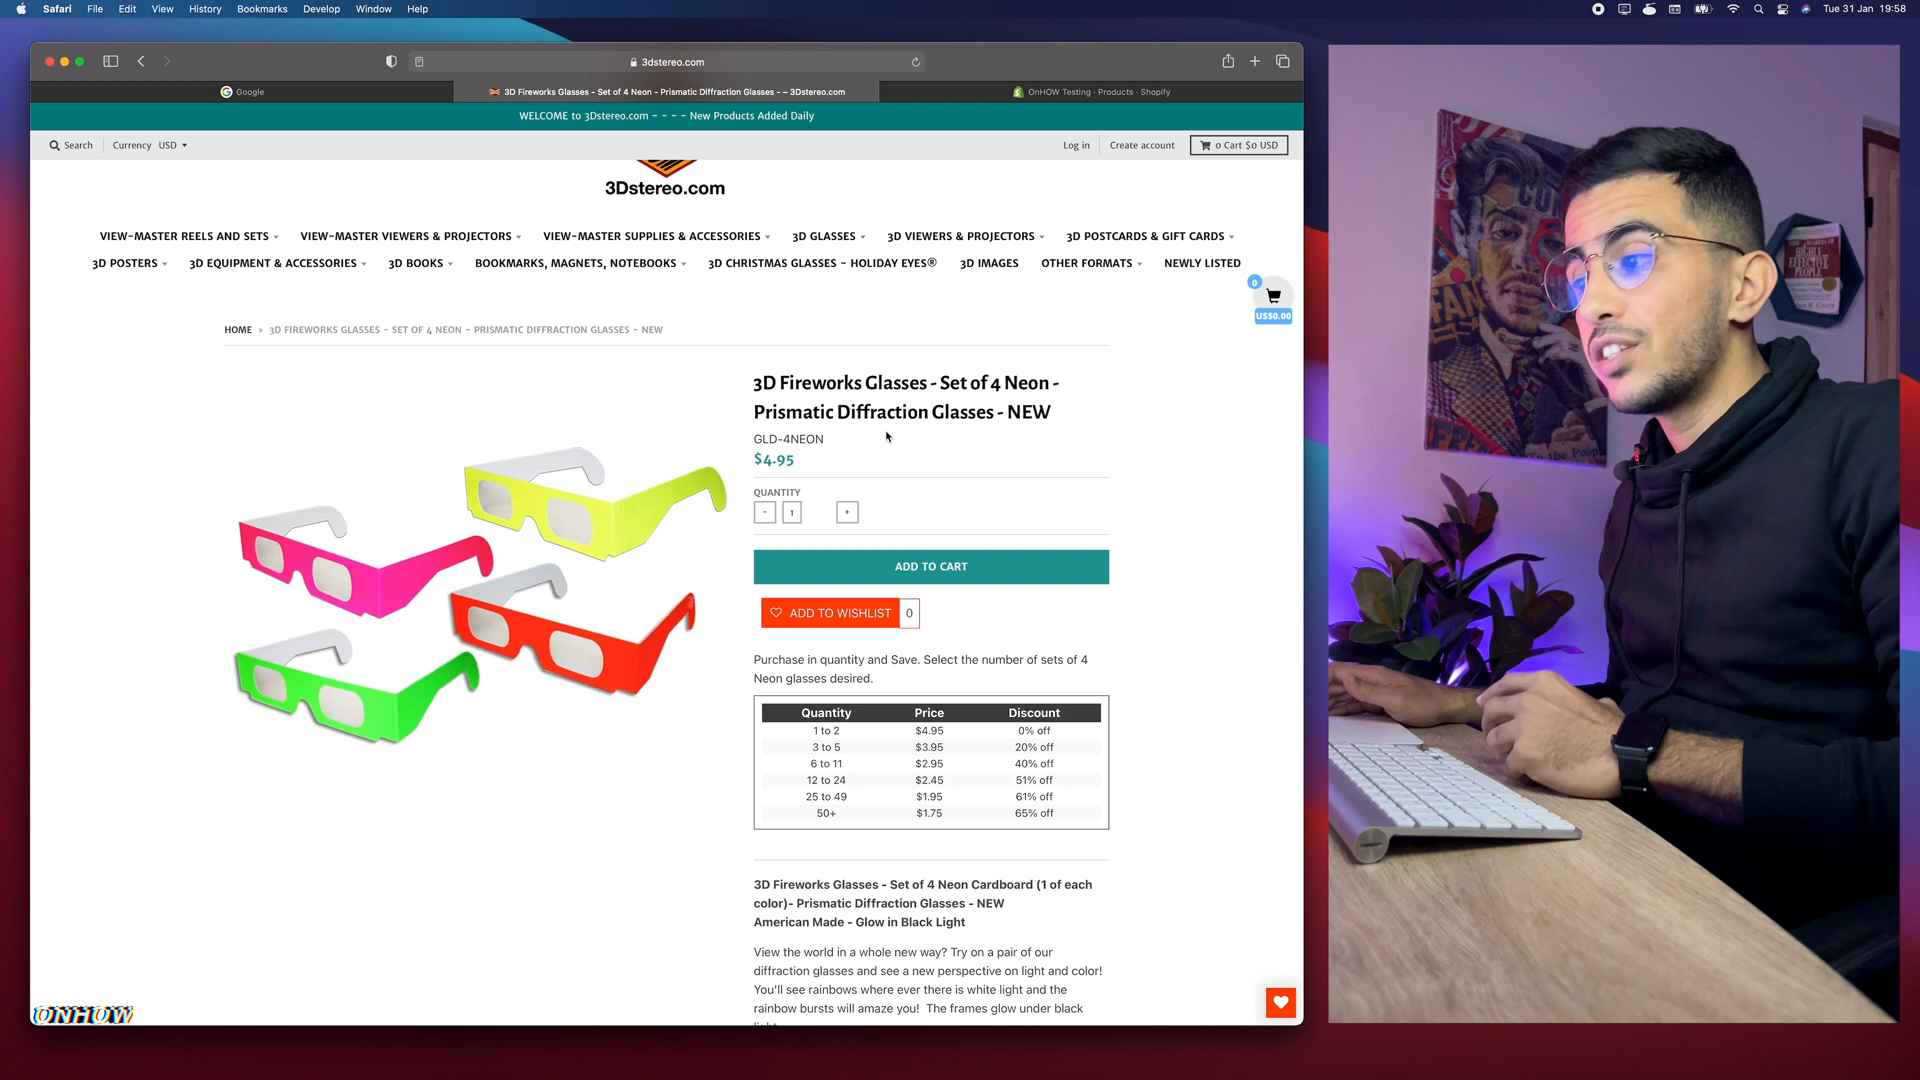 Safari File Edit View History Bookmarks Develop Window Help
Tue 31 Jan 19:58
3dstereo.com
Google
3D Fireworks Glasses - Set of 4 Neon - Prismatic Diffraction Glasses - – 3Dstereo.com
OnHOW Testing · Products · Shopify
WELCOME to 3Dstereo.com - - - - New Products Added Daily
Search Currency USD
Log in Create account 0 Cart $0 USD
3Dstereo.com
VIEW-MASTER REELS AND SETS VIEW-MASTER VIEWERS & PROJECTORS VIEW-MASTER SUPPLIES & ACCESSORIES 3D GLASSES 3D VIEWERS & PROJECTORS 3D POSTCARDS & GIFT CARDS
3D POSTERS 3D EQUIPMENT & ACCESSORIES 3D BOOKS BOOKMARKS, MAGNETS, NOTEBOOKS 3D CHRISTMAS GLASSES - HOLIDAY EYES® 3D IMAGES OTHER FORMATS NEWLY LISTED
0
US$0.00
HOME › 3D FIREWORKS GLASSES - SET OF 4 NEON - PRISMATIC DIFFRACTION GLASSES - NEW
3D Fireworks Glasses - Set of 4 Neon -
Prismatic Diffraction Glasses - NEW
GLD-4NEON
$4.95
QUANTITY
- 1 +
ADD TO CART
ADD TO WISHLIST 0
Purchase in quantity and Save. Select the number of sets of 4
Neon glasses desired.
Quantity Price Discount
1 to 2 $4.95 0% off
3 to 5 $3.95 20% off
6 to 11 $2.95 40% off
12 to 24 $2.45 51% off
25 to 49 $1.95 61% off
50+ $1.75 65% off
3D Fireworks Glasses - Set of 4 Neon Cardboard (1 of each
color)- Prismatic Diffraction Glasses - NEW
American Made - Glow in Black Light
View the world in a whole new way? Try on a pair of our
diffraction glasses and see a new perspective on light and color!
You'll see rainbows where ever there is white light and the
rainbow bursts will amaze you! The frames glow under black
ONHOW
HIGHLY
EFFECTIVE
PEOPLE
to the People